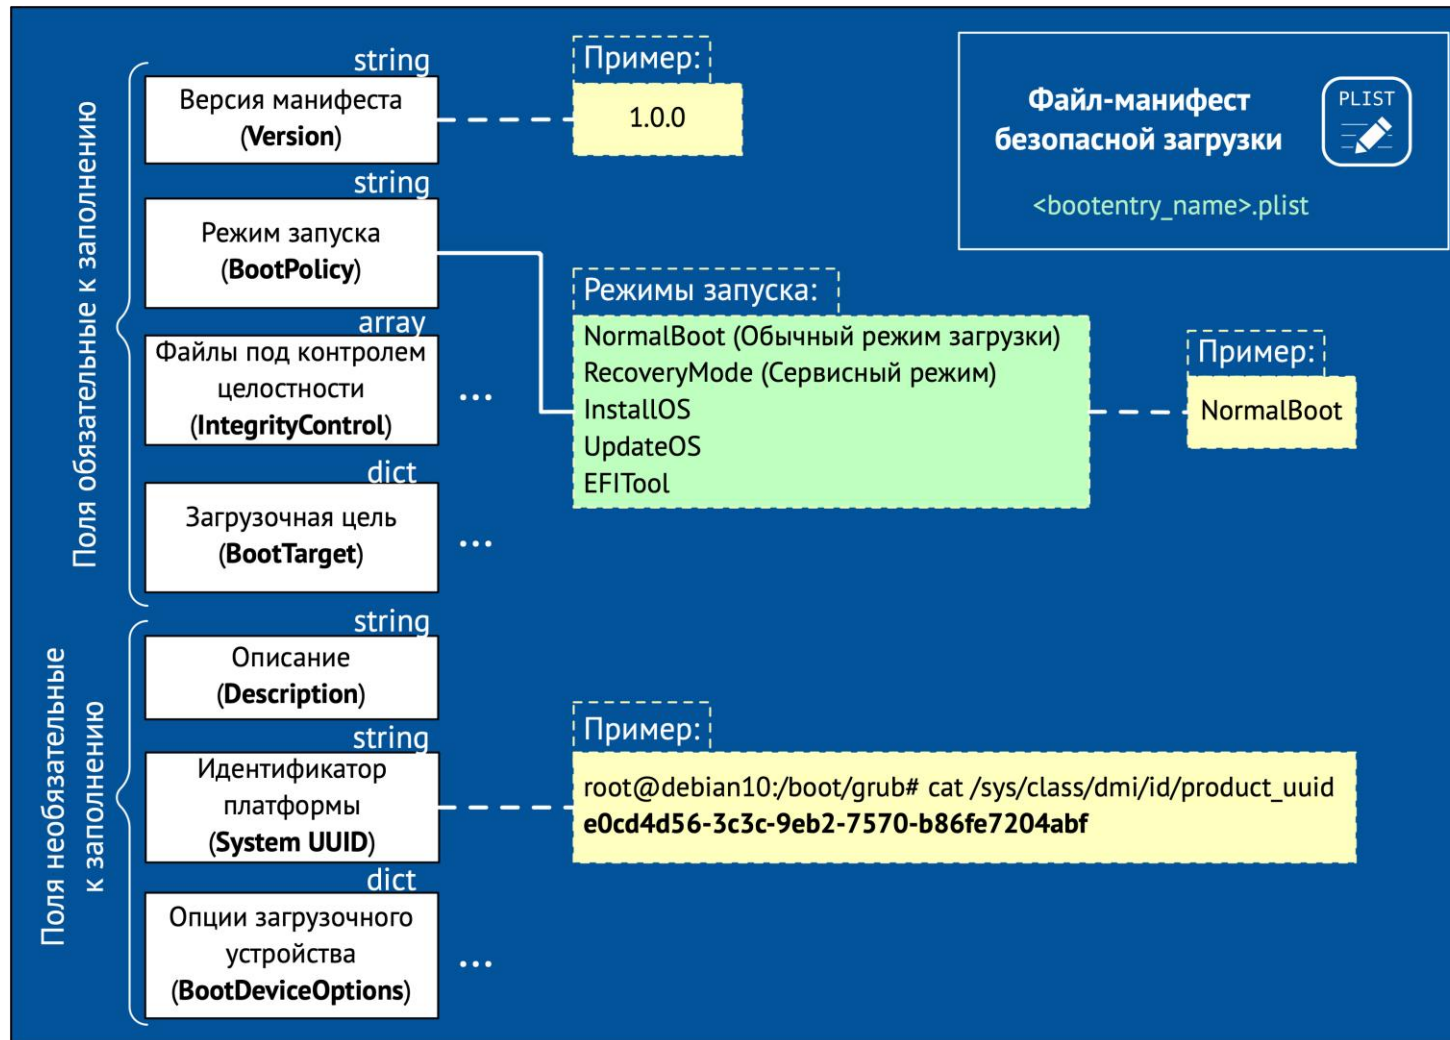 Файл-манифест
безопасной загрузки
PLIST
<bootentry_name>.plist
Поля обязательные к заполнению
string
Версия манифеста
(Version)
Пример:
1.0.0
string
Режим запуска
(BootPolicy)
Режимы запуска:
NormalBoot (Обычный режим загрузки)
RecoveryMode (Сервисный режим)
InstallOS
UpdateOS
EFITool
Пример:
NormalBoot
array
Файлы под контролем
целостности
(IntegrityControl)
...
dict
Загрузочная цель
(BootTarget)
...
Поля необязательные
к заполнению
string
Описание
(Description)
string
Идентификатор
платформы
(System UUID)
Пример:
root@debian10:/boot/grub# cat /sys/class/dmi/id/product_uuid
e0cd4d56-3c3c-9eb2-7570-b86fe7204abf
dict
Опции загрузочного
устройства
(BootDeviceOptions)
...